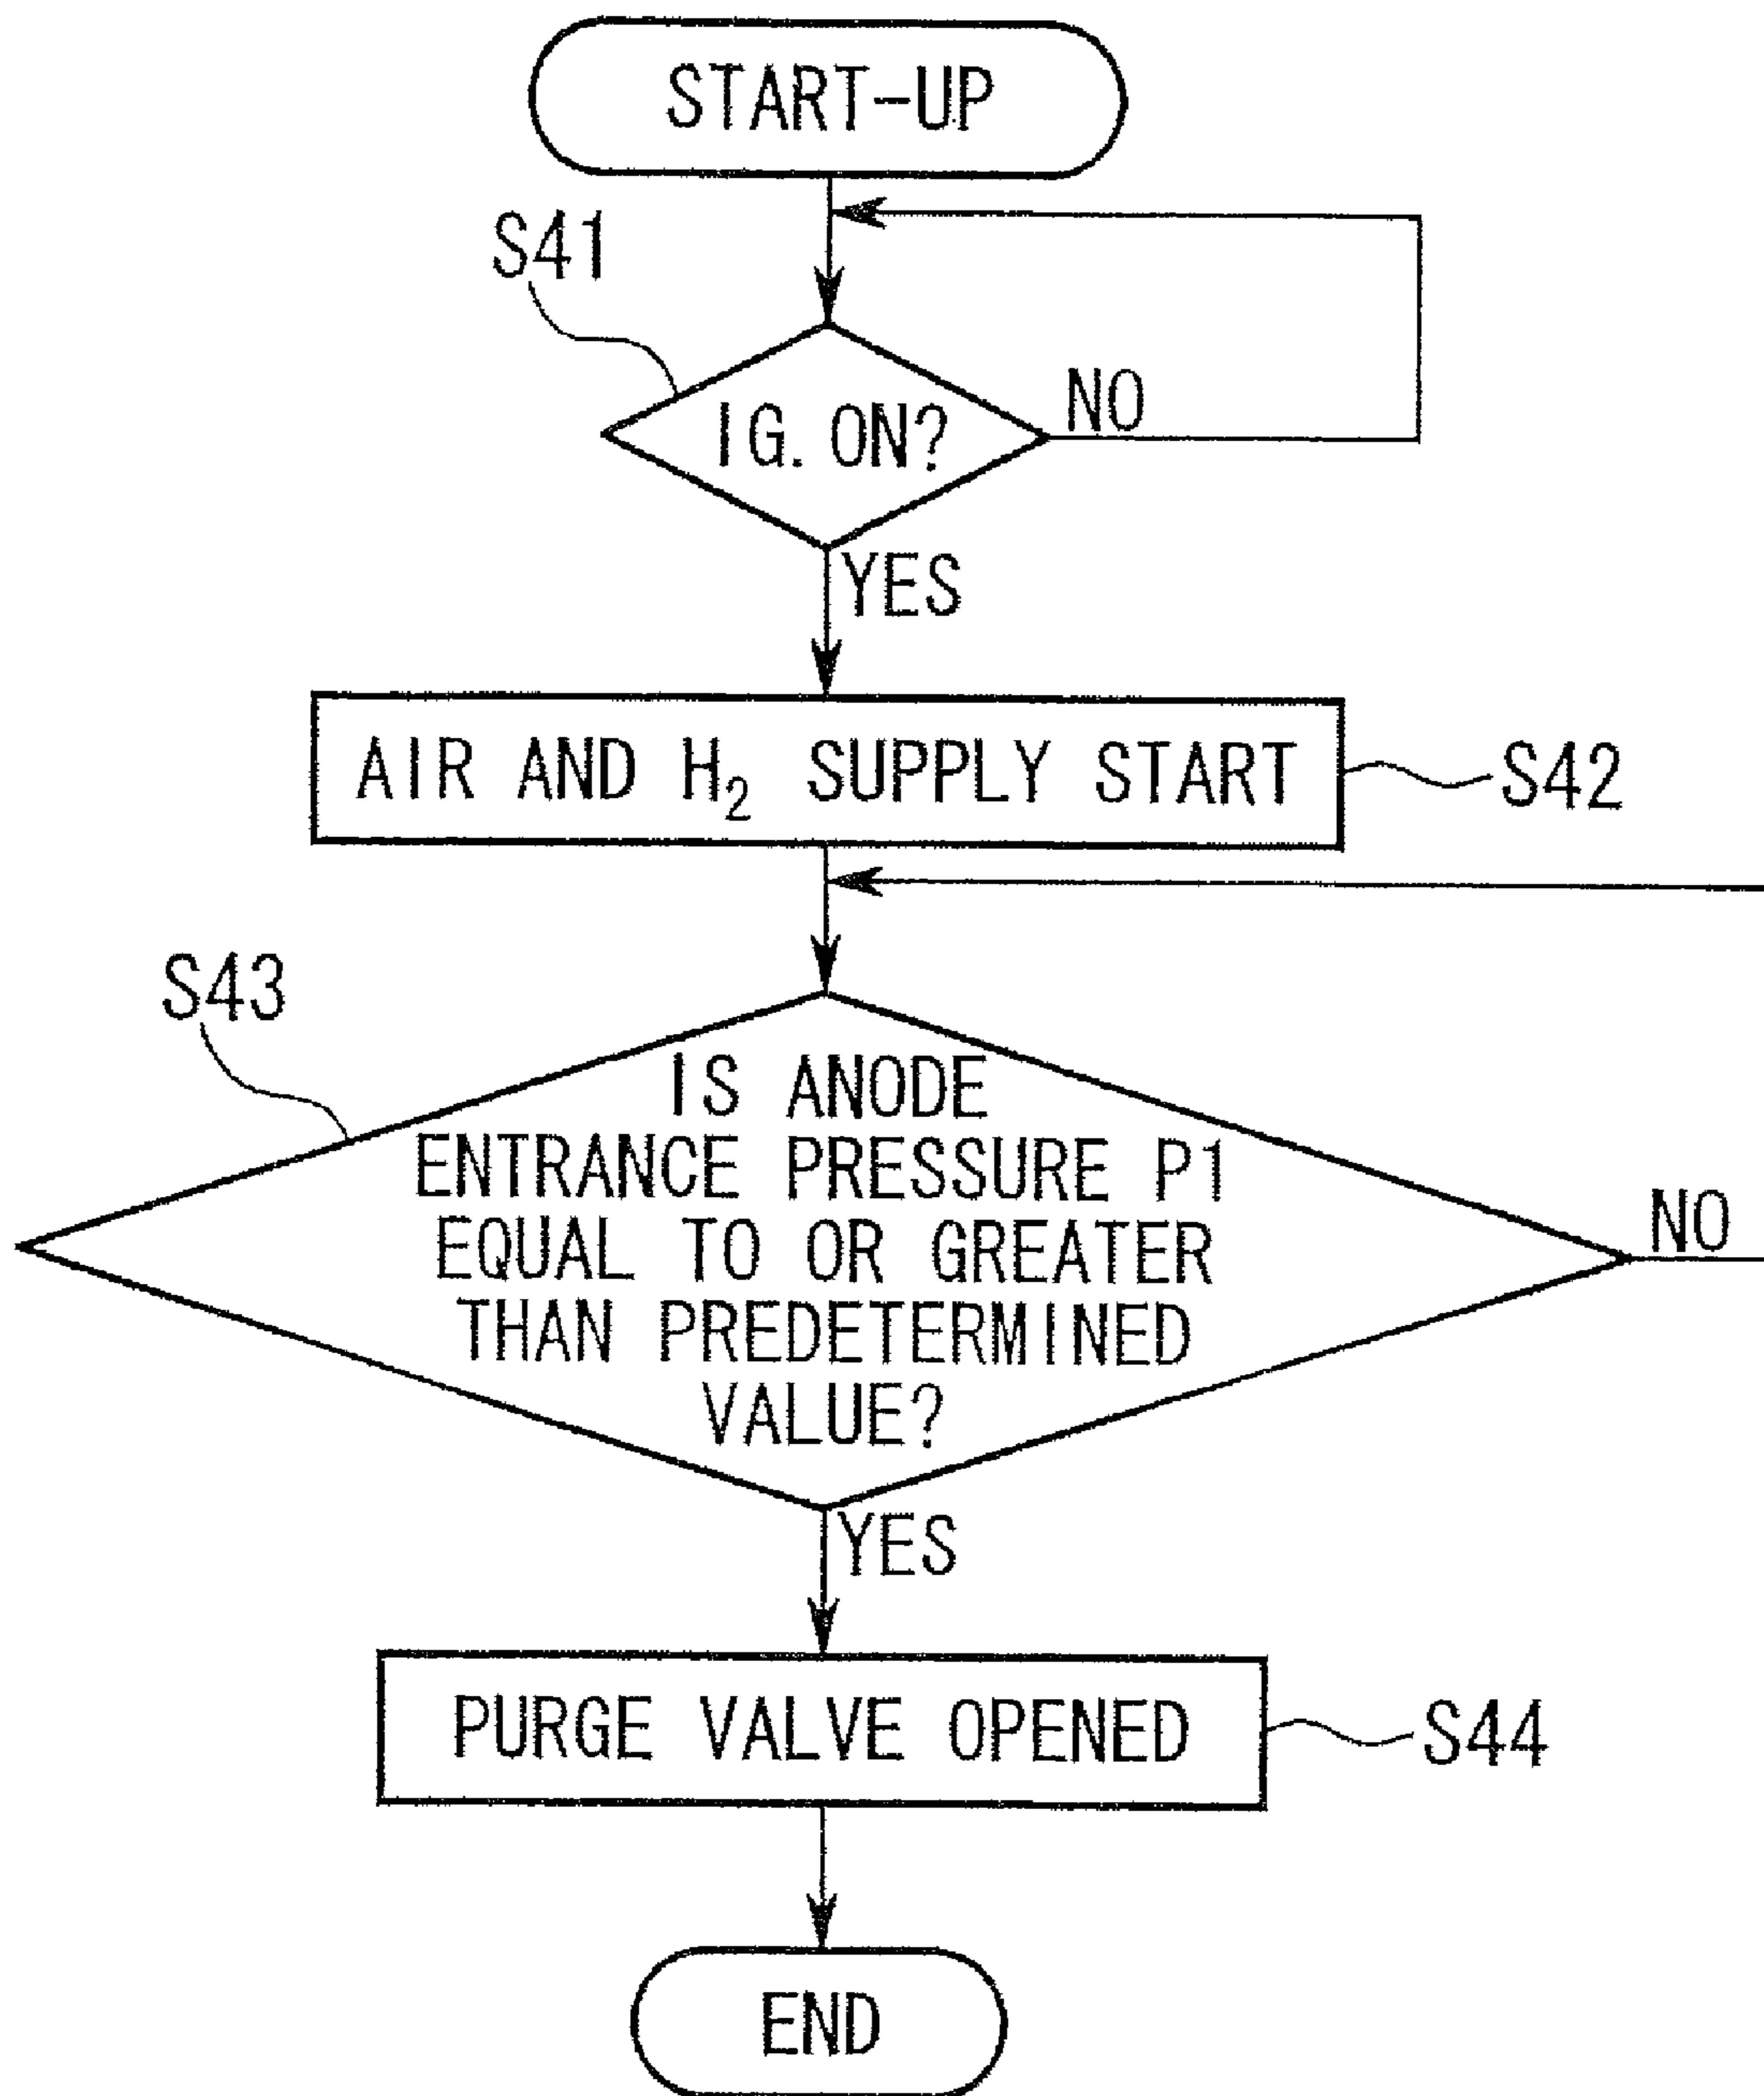 START-UP
S41
IG. ON?
NO
YES
AIR AND H₂ SUPPLY START
S42
S43
IS ANODE
ENTRANCE PRESSURE P1
EQUAL TO OR GREATER
THAN PREDETERMINED
VALUE?
NO
YES
PURGE VALVE OPENED
S44
END